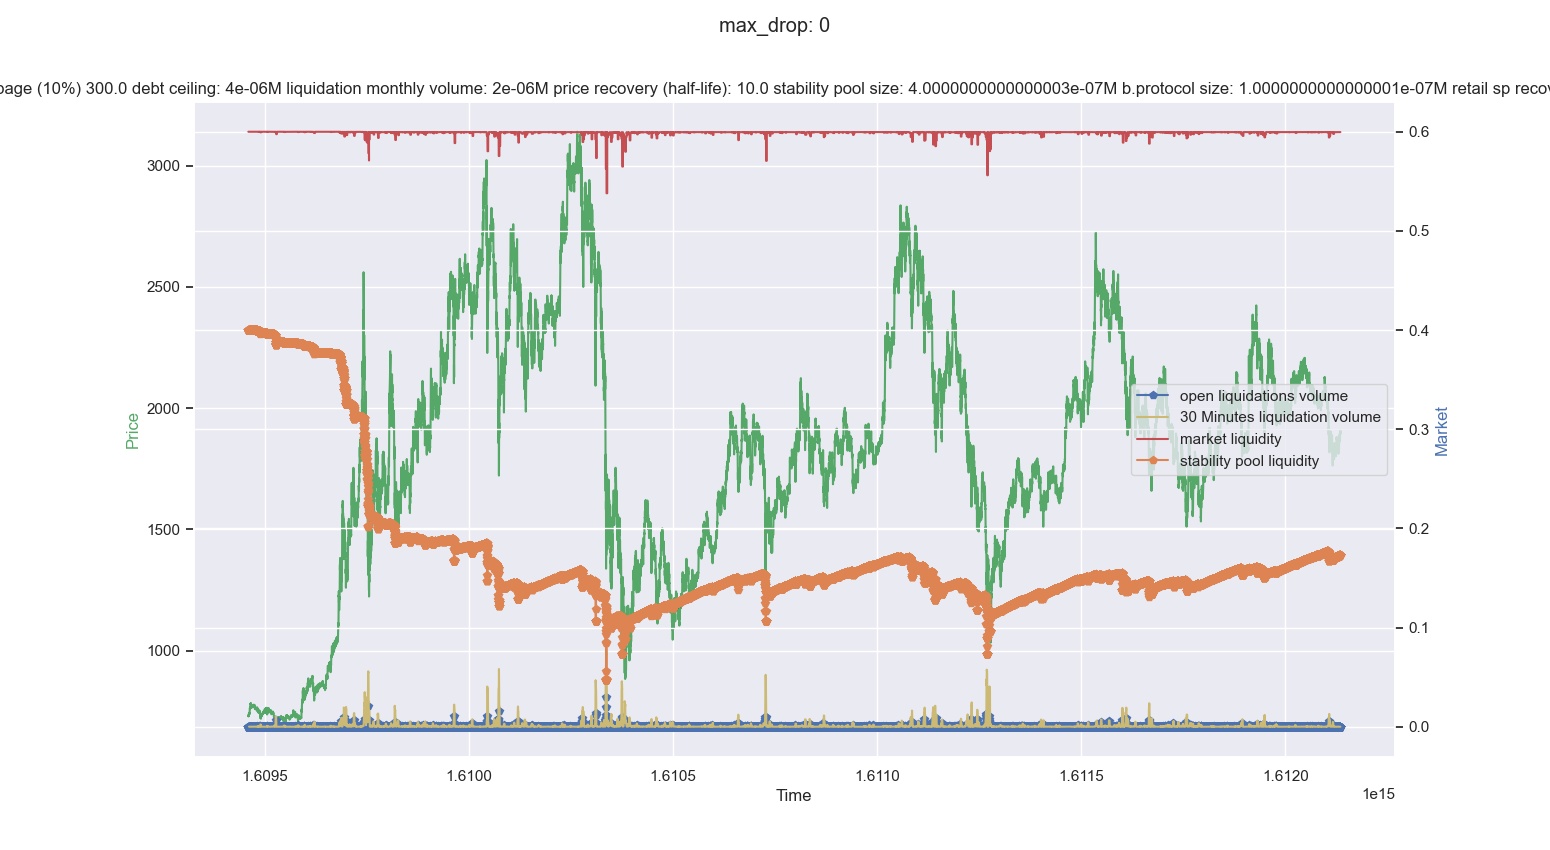 max_drop: 0
page (10%) 300.0 debt ceiling: 4e-06M liquidation monthly volume: 2e-06M price recovery (half-life): 10.0 stability pool size: 4.0000000000000003e-07M b.protocol size: 1.0000000000000001e-07M retail sp recov
3000
2500
2000
1500
1000
Price
0.6
0.5
0.4
0.3
0.2
0.1
0.0
Market
open liquidations volume
30 Minutes liquidation volume
market liquidity
stability pool liquidity
1.6095
1.6100
1.6105
1.6110
1.6115
1.6120
Time
1e15